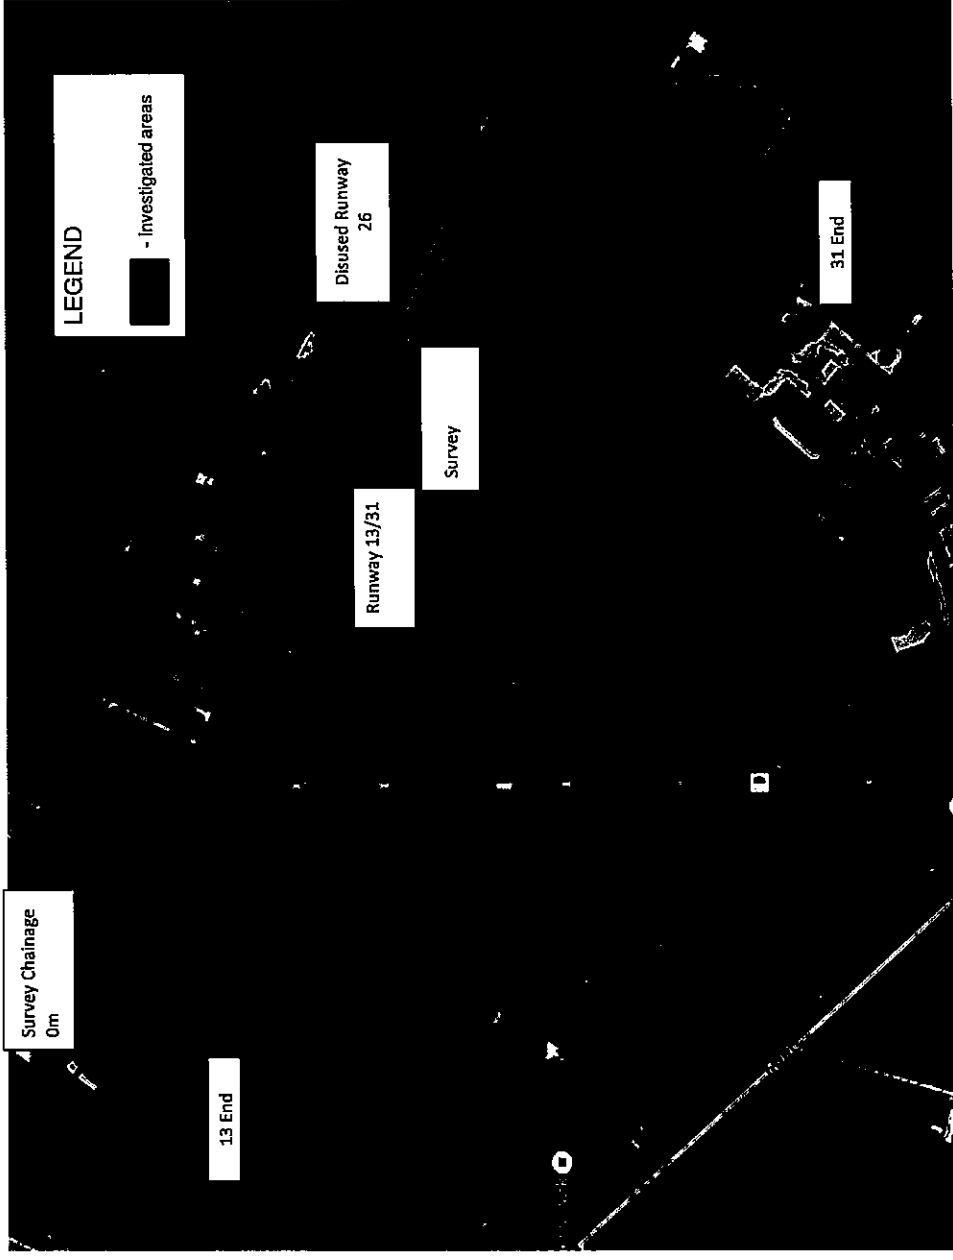 LEGEND
- Investigated areas
Survey Chainage
0m
13 End
Runway 13/31
Survey
Disused Runway
26
31 End